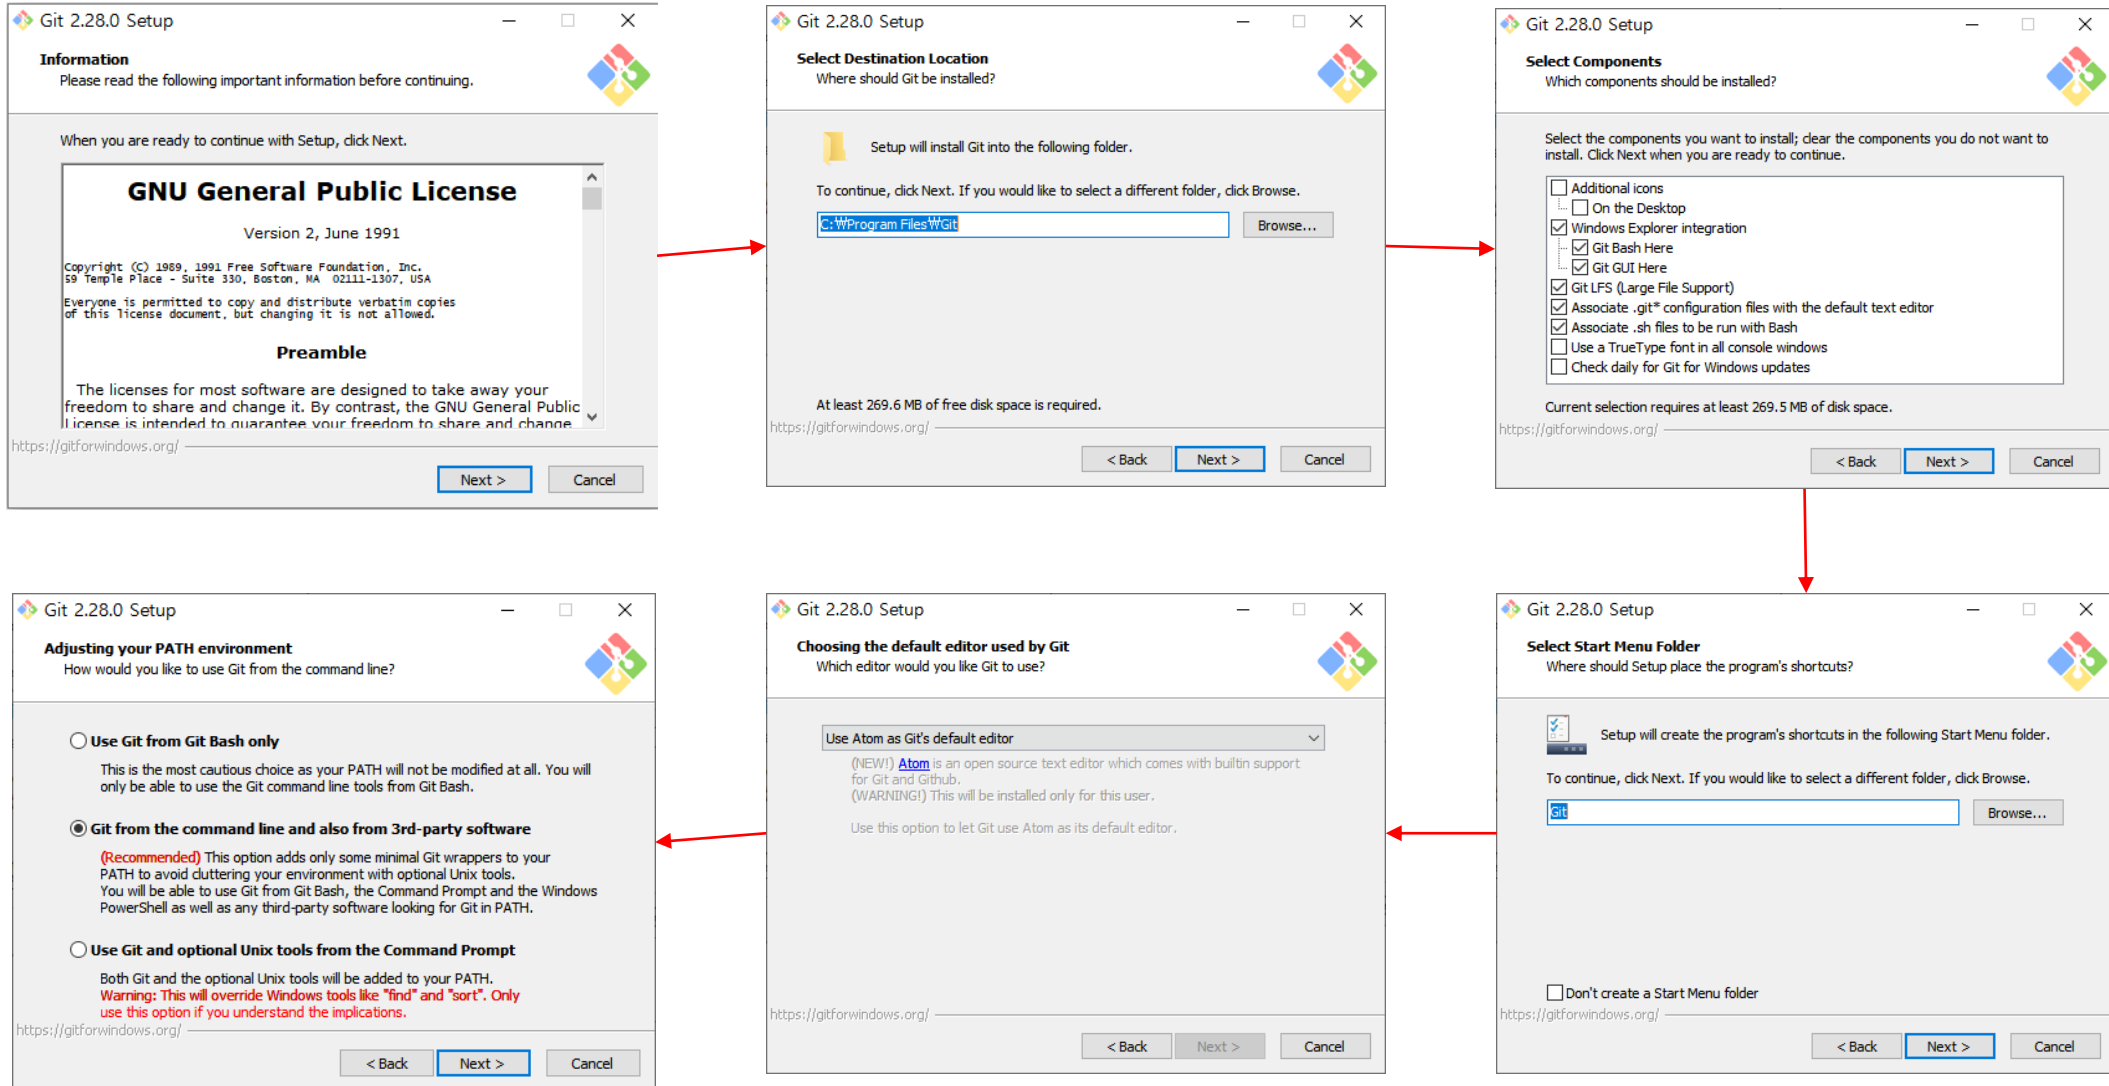 Git 2.28.0 Setup
Information
Please read the following important information before continuing.
When you are ready to continue with Setup, click Next.
GNU General Public License
Version 2, June 1991
Copyright (C) 1989, 1991 Free Software Foundation, Inc.
59 Temple Place - Suite 330, Boston, MA  02111-1307, USA
Everyone is permitted to copy and distribute verbatim copies
of this license document, but changing it is not allowed.
Preamble
The licenses for most software are designed to take away your
freedom to share and change it. By contrast, the GNU General Public
License is intended to guarantee your freedom to share and change
https://gitforwindows.org/
Next >
Cancel
Git 2.28.0 Setup
Select Destination Location
Where should Git be installed?
Setup will install Git into the following folder.
To continue, click Next. If you would like to select a different folder, click Browse.
C:₩Program Files₩Git
Browse...
At least 269.6 MB of free disk space is required.
https://gitforwindows.org/
< Back
Next >
Cancel
Git 2.28.0 Setup
Select Components
Which components should be installed?
Select the components you want to install; clear the components you do not want to
install. Click Next when you are ready to continue.
Additional icons
On the Desktop
Windows Explorer integration
Git Bash Here
Git GUI Here
Git LFS (Large File Support)
Associate .git* configuration files with the default text editor
Associate .sh files to be run with Bash
Use a TrueType font in all console windows
Check daily for Git for Windows updates
Current selection requires at least 269.5 MB of disk space.
https://gitforwindows.org/
< Back
Next >
Cancel
Git 2.28.0 Setup
Adjusting your PATH environment
How would you like to use Git from the command line?
Use Git from Git Bash only
This is the most cautious choice as your PATH will not be modified at all. You will
only be able to use the Git command line tools from Git Bash.
Git from the command line and also from 3rd-party software
(Recommended) This option adds only some minimal Git wrappers to your
PATH to avoid cluttering your environment with optional Unix tools.
You will be able to use Git from Git Bash, the Command Prompt and the Windows
PowerShell as well as any third-party software looking for Git in PATH.
Use Git and optional Unix tools from the Command Prompt
Both Git and the optional Unix tools will be added to your PATH.
Warning: This will override Windows tools like "find" and "sort". Only
use this option if you understand the implications.
https://gitforwindows.org/
< Back
Next >
Cancel
Git 2.28.0 Setup
Choosing the default editor used by Git
Which editor would you like Git to use?
Use Atom as Git's default editor
(NEW!) Atom is an open source text editor which comes with builtin support
for Git and Github.
(WARNING!) This will be installed only for this user.
Use this option to let Git use Atom as its default editor.
https://gitforwindows.org/
< Back
Next >
Cancel
Git 2.28.0 Setup
Select Start Menu Folder
Where should Setup place the program's shortcuts?
Setup will create the program's shortcuts in the following Start Menu folder.
To continue, click Next. If you would like to select a different folder, click Browse.
Git
Browse...
Don't create a Start Menu folder
https://gitforwindows.org/
< Back
Next >
Cancel